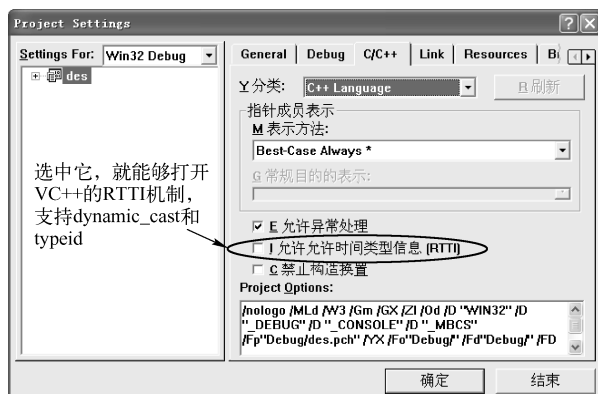 Project Settings
Settings For: Win32 Debug
General Debug C/C++ Link Resources
des
Y 分类: C++ Language R 刷新
指针成员表示
M 表示方法:
Best-Case Always *
G 常规目的的表示:
选中它，就能够打开
VC++的RTTI机制，
支持dynamic_cast和
typeid
E 允许异常处理
I 允许允许时间类型信息 (RTTI)
C 禁止构造换置
Project Options:
/nologo /MLd /W3 /Gm /GX /ZI /Od /D "WIN32" /D
"_DEBUG" /D "_CONSOLE" /D "_MBCS"
/Fp"Debug/des.pch" /YX /Fo"Debug/" /Fd"Debug/" /FD
确定 结束